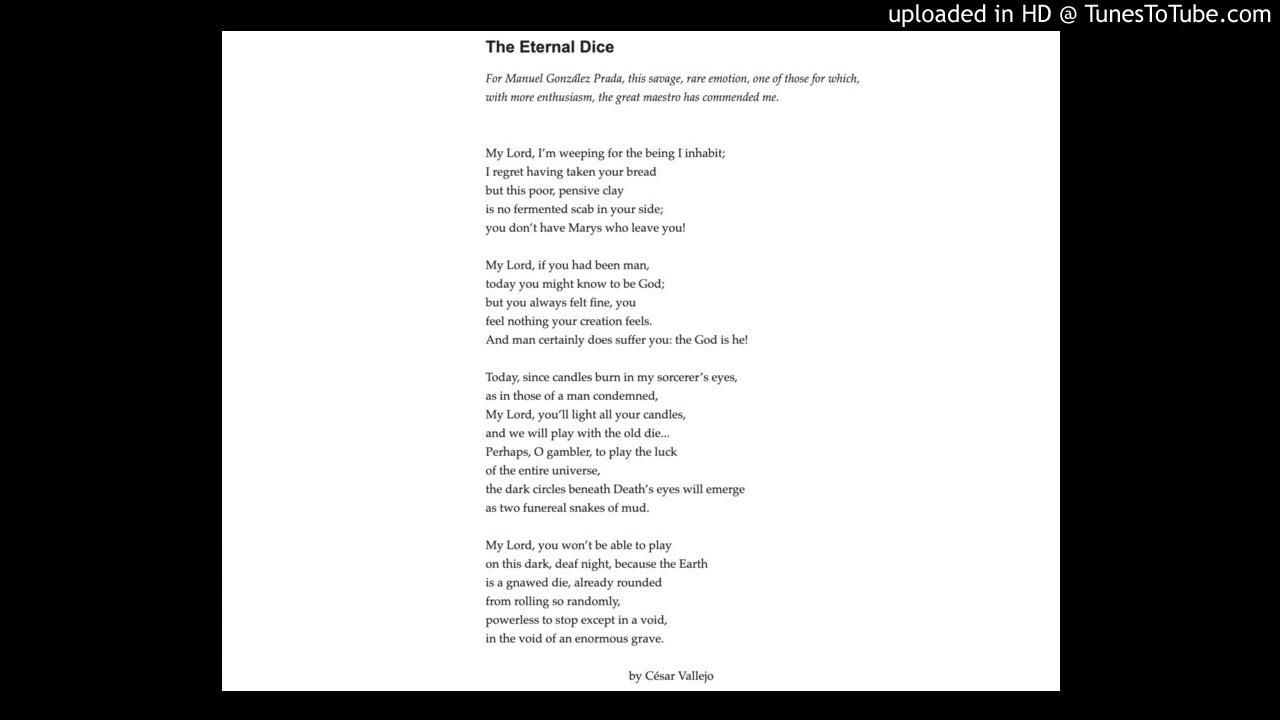 uploaded in HD @ TunesToTube.com
The Eternal Dice
For Manuel González Prada, this savage, rare emotion, one of those for which,
with more enthusiasm, the great maestro has commended me.
My Lord, I’m weeping for the being I inhabit;
I regret having taken your bread
but this poor, pensive clay
is no fermented scab in your side;
you don’t have Marys who leave you!
My Lord, if you had been man,
today you might know to be God;
but you always felt fine, you
feel nothing your creation feels.
And man certainly does suffer you: the God is he!
Today, since candles burn in my sorcerer’s eyes,
as in those of a man condemned,
My Lord, you’ll light all your candles,
and we will play with the old die...
Perhaps, O gambler, to play the luck
of the entire universe,
the dark circles beneath Death’s eyes will emerge
as two funereal snakes of mud.
My Lord, you won’t be able to play
on this dark, deaf night, because the Earth
is a gnawed die, already rounded
from rolling so randomly,
powerless to stop except in a void,
in the void of an enormous grave.
by César Vallejo